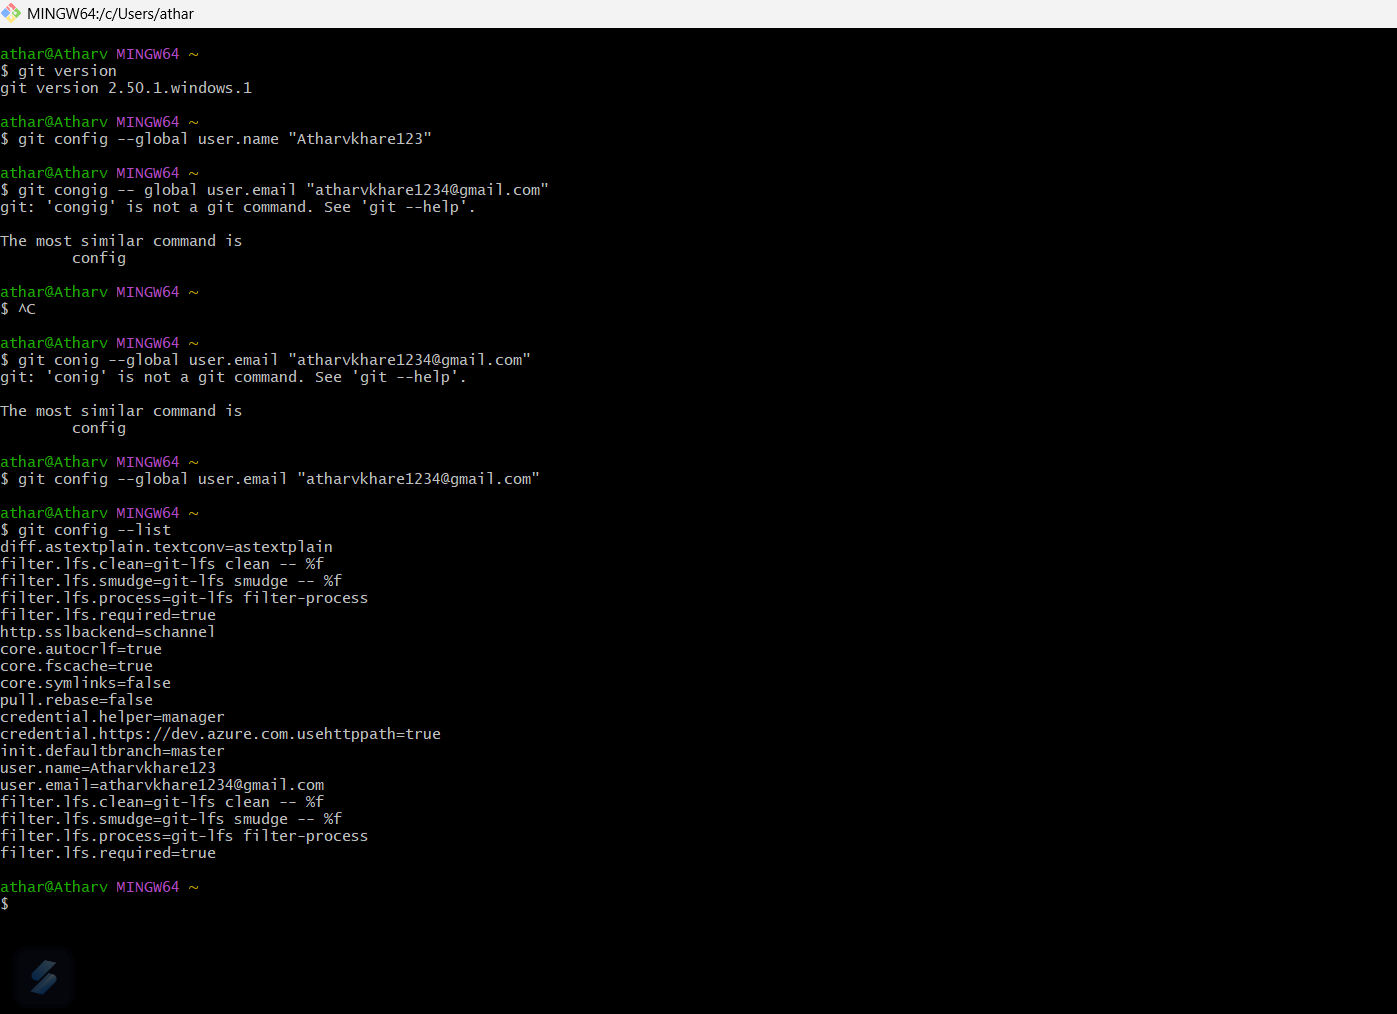 MINGW64:/c/Users/athar
athar@Atharv MINGW64 ~
$ git version
git version 2.50.1.windows.1
athar@Atharv MINGW64 ~
$ git config --global user.name "Atharvkhare123"
athar@Atharv MINGW64 ~
$ git congig -- global user.email "atharvkhare1234@gmail.com"
git: 'congig' is not a git command. See 'git --help'.
The most similar command is
        config
athar@Atharv MINGW64 ~
$ ^C
athar@Atharv MINGW64 ~
$ git conig --global user.email "atharvkhare1234@gmail.com"
git: 'conig' is not a git command. See 'git --help'.
The most similar command is
        config
athar@Atharv MINGW64 ~
$ git config --global user.email "atharvkhare1234@gmail.com"
athar@Atharv MINGW64 ~
$ git config --list
diff.astextplain.textconv=astextplain
filter.lfs.clean=git-lfs clean -- %f
filter.lfs.smudge=git-lfs smudge -- %f
filter.lfs.process=git-lfs filter-process
filter.lfs.required=true
http.sslbackend=schannel
core.autocrlf=true
core.fscache=true
core.symlinks=false
pull.rebase=false
credential.helper=manager
credential.https://dev.azure.com.usehttppath=true
init.defaultbranch=master
user.name=Atharvkhare123
user.email=atharvkhare1234@gmail.com
filter.lfs.clean=git-lfs clean -- %f
filter.lfs.smudge=git-lfs smudge -- %f
filter.lfs.process=git-lfs filter-process
filter.lfs.required=true
athar@Atharv MINGW64 ~
$